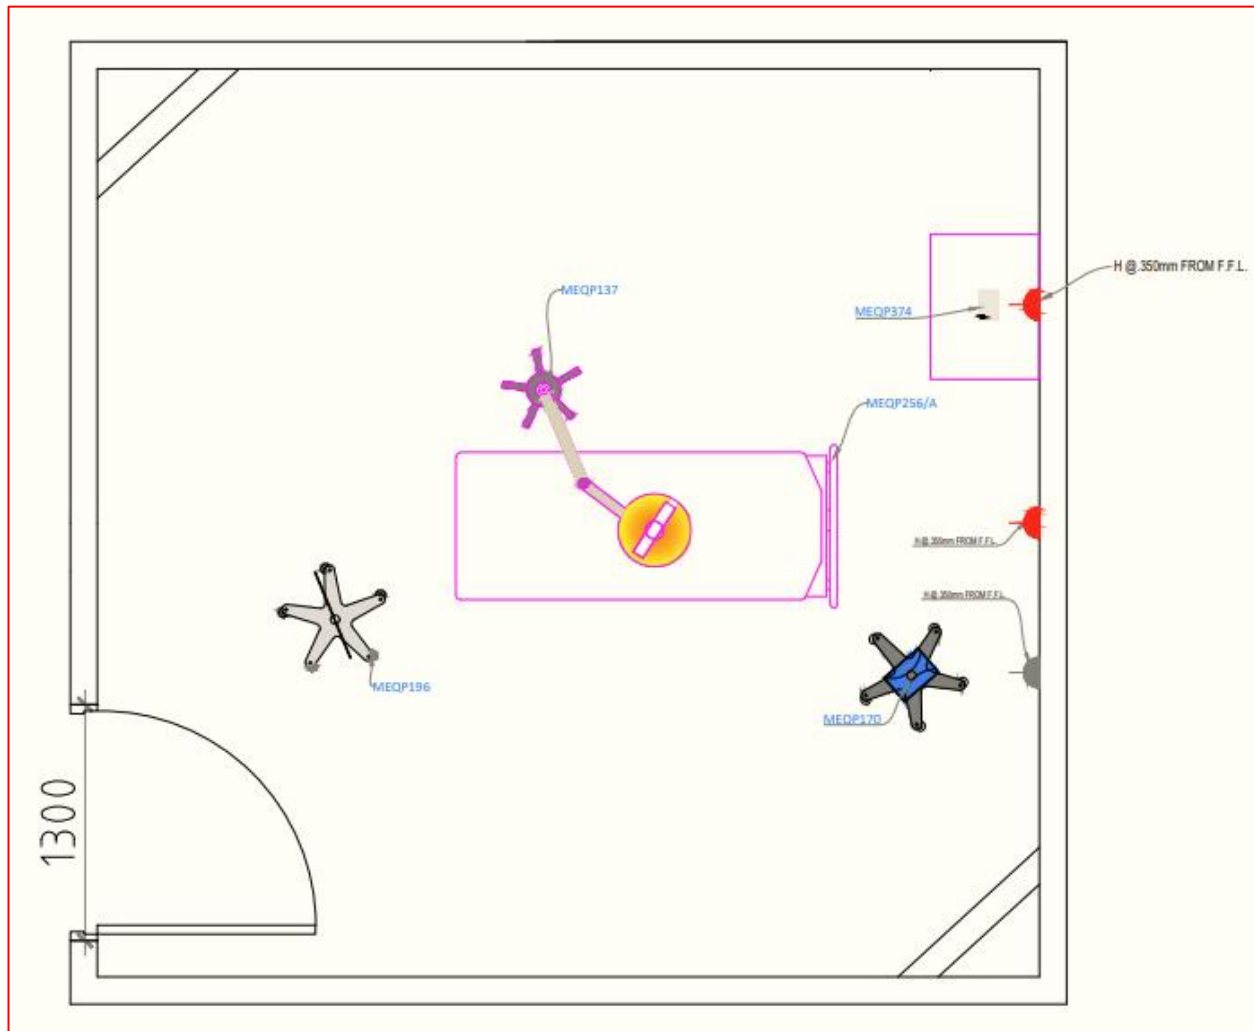 H @.350mm FROM F.F.L.
MEQP137
MEQP374
MEQP256/A
H @.350mm FROM F.F.L.
H @.350mm FROM F.F.L.
MEQP196
MEQP170
1300